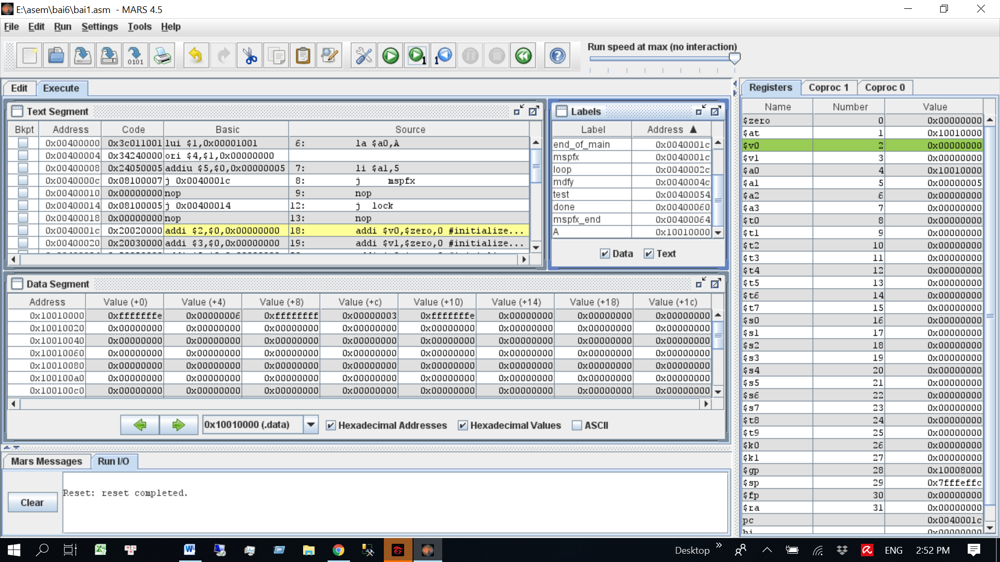 E:\asem\bai6\bai1.asm - MARS 4.5
File Edit Run Settings Tools Help
Run speed at max (no interaction)
Edit Execute
Registers Coproc 1 Coproc 0
Text Segment
Bkpt Address Code Basic Source
0x00400000 0x3c011001 lui $1,0x00001001 6: la $a0,A
0x00400004 0x34240000 ori $4,$1,0x00000000
0x00400008 0x24050005 addiu $5,$0,0x00000005 7: li $a1,5
0x0040000c 0x08100007 j 0x0040001c 8: j mspfx
0x00400010 0x00000000 nop 9: nop
0x00400014 0x08100005 j 0x00400014 12: j lock
0x00400018 0x00000000 nop 13: nop
0x0040001c 0x20020000 addi $2,$0,0x00000000 18: addi $v0,$zero,0 #initialize...
0x00400020 0x20030000 addi $3,$0,0x00000000 19: addi $v1,$zero,0 #initialize...
Labels
Label Address ▲
end_of_main 0x0040001c
mspfx 0x0040001c
loop 0x0040002c
mdfy 0x0040004c
test 0x00400054
done 0x00400060
mspfx_end 0x00400064
A 0x10010000
Data Text
Data Segment
Address Value (+0) Value (+4) Value (+8) Value (+c) Value (+10) Value (+14) Value (+18) Value (+1c)
0x10010000 0xfffffffe 0x00000006 0xffffffff 0x00000003 0xfffffffe 0x00000000 0x00000000 0x00000000
0x10010020 0x00000000 0x00000000 0x00000000 0x00000000 0x00000000 0x00000000 0x00000000 0x00000000
0x10010040 0x00000000 0x00000000 0x00000000 0x00000000 0x00000000 0x00000000 0x00000000 0x00000000
0x10010060 0x00000000 0x00000000 0x00000000 0x00000000 0x00000000 0x00000000 0x00000000 0x00000000
0x10010080 0x00000000 0x00000000 0x00000000 0x00000000 0x00000000 0x00000000 0x00000000 0x00000000
0x100100a0 0x00000000 0x00000000 0x00000000 0x00000000 0x00000000 0x00000000 0x00000000 0x00000000
0x100100c0 0x00000000 0x00000000 0x00000000 0x00000000 0x00000000 0x00000000 0x00000000 0x00000000
0x10010000 (.data) Hexadecimal Addresses Hexadecimal Values ASCII
Mars Messages Run I/O
Clear
Reset: reset completed.
Name Number Value
$zero 0 0x00000000
$at 1 0x10010000
$v0 2 0x00000000
$v1 3 0x00000000
$a0 4 0x10010000
$a1 5 0x00000005
$a2 6 0x00000000
$a3 7 0x00000000
$t0 8 0x00000000
$t1 9 0x00000000
$t2 10 0x00000000
$t3 11 0x00000000
$t4 12 0x00000000
$t5 13 0x00000000
$t6 14 0x00000000
$t7 15 0x00000000
$s0 16 0x00000000
$s1 17 0x00000000
$s2 18 0x00000000
$s3 19 0x00000000
$s4 20 0x00000000
$s5 21 0x00000000
$s6 22 0x00000000
$s7 23 0x00000000
$t8 24 0x00000000
$t9 25 0x00000000
$k0 26 0x00000000
$k1 27 0x00000000
$gp 28 0x10008000
$sp 29 0x7fffeffc
$fp 30 0x00000000
$ra 31 0x00000000
pc 0x0040001c
hi 0x00000000
Desktop ENG 2:52 PM